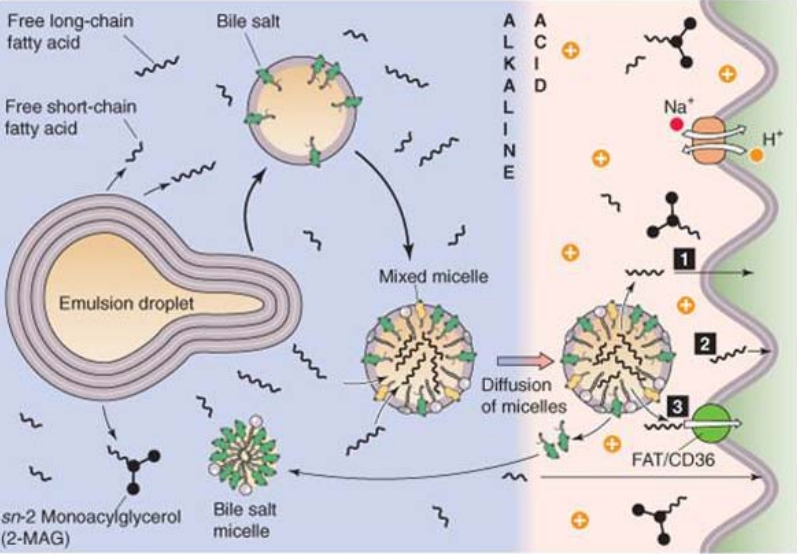 Free long-chain
fatty acid
Bile salt
ALKALINE
ACID
Free short-chain
fatty acid
Na⁺
H⁺
Mixed micelle
1
Emulsion droplet
2
Diffusion
of micelles
3
FAT/CD36
sn-2 Monoacylglycerol
(2-MAG)
Bile salt
micelle
+
+
+
+
+
+
+
+